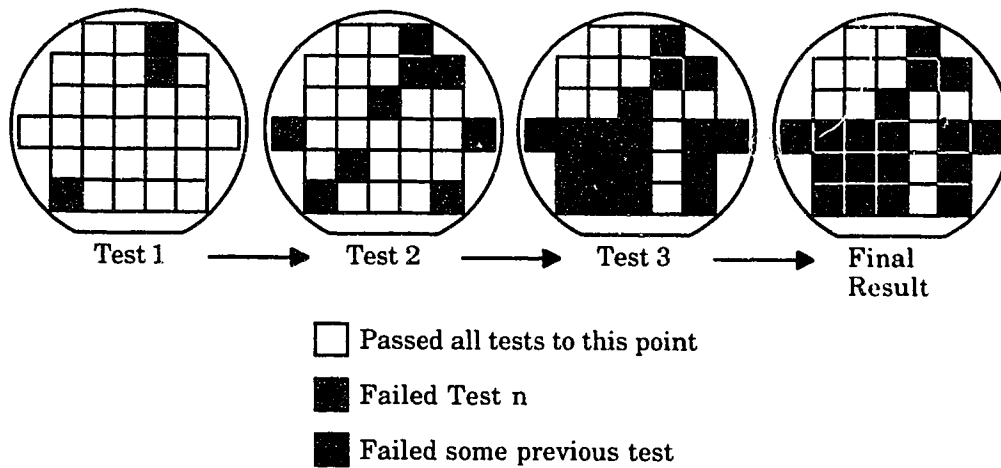 Test 1
Test 2
Test 3
Final
Result
Passed all tests to this point
Failed Test n
Failed some previous test